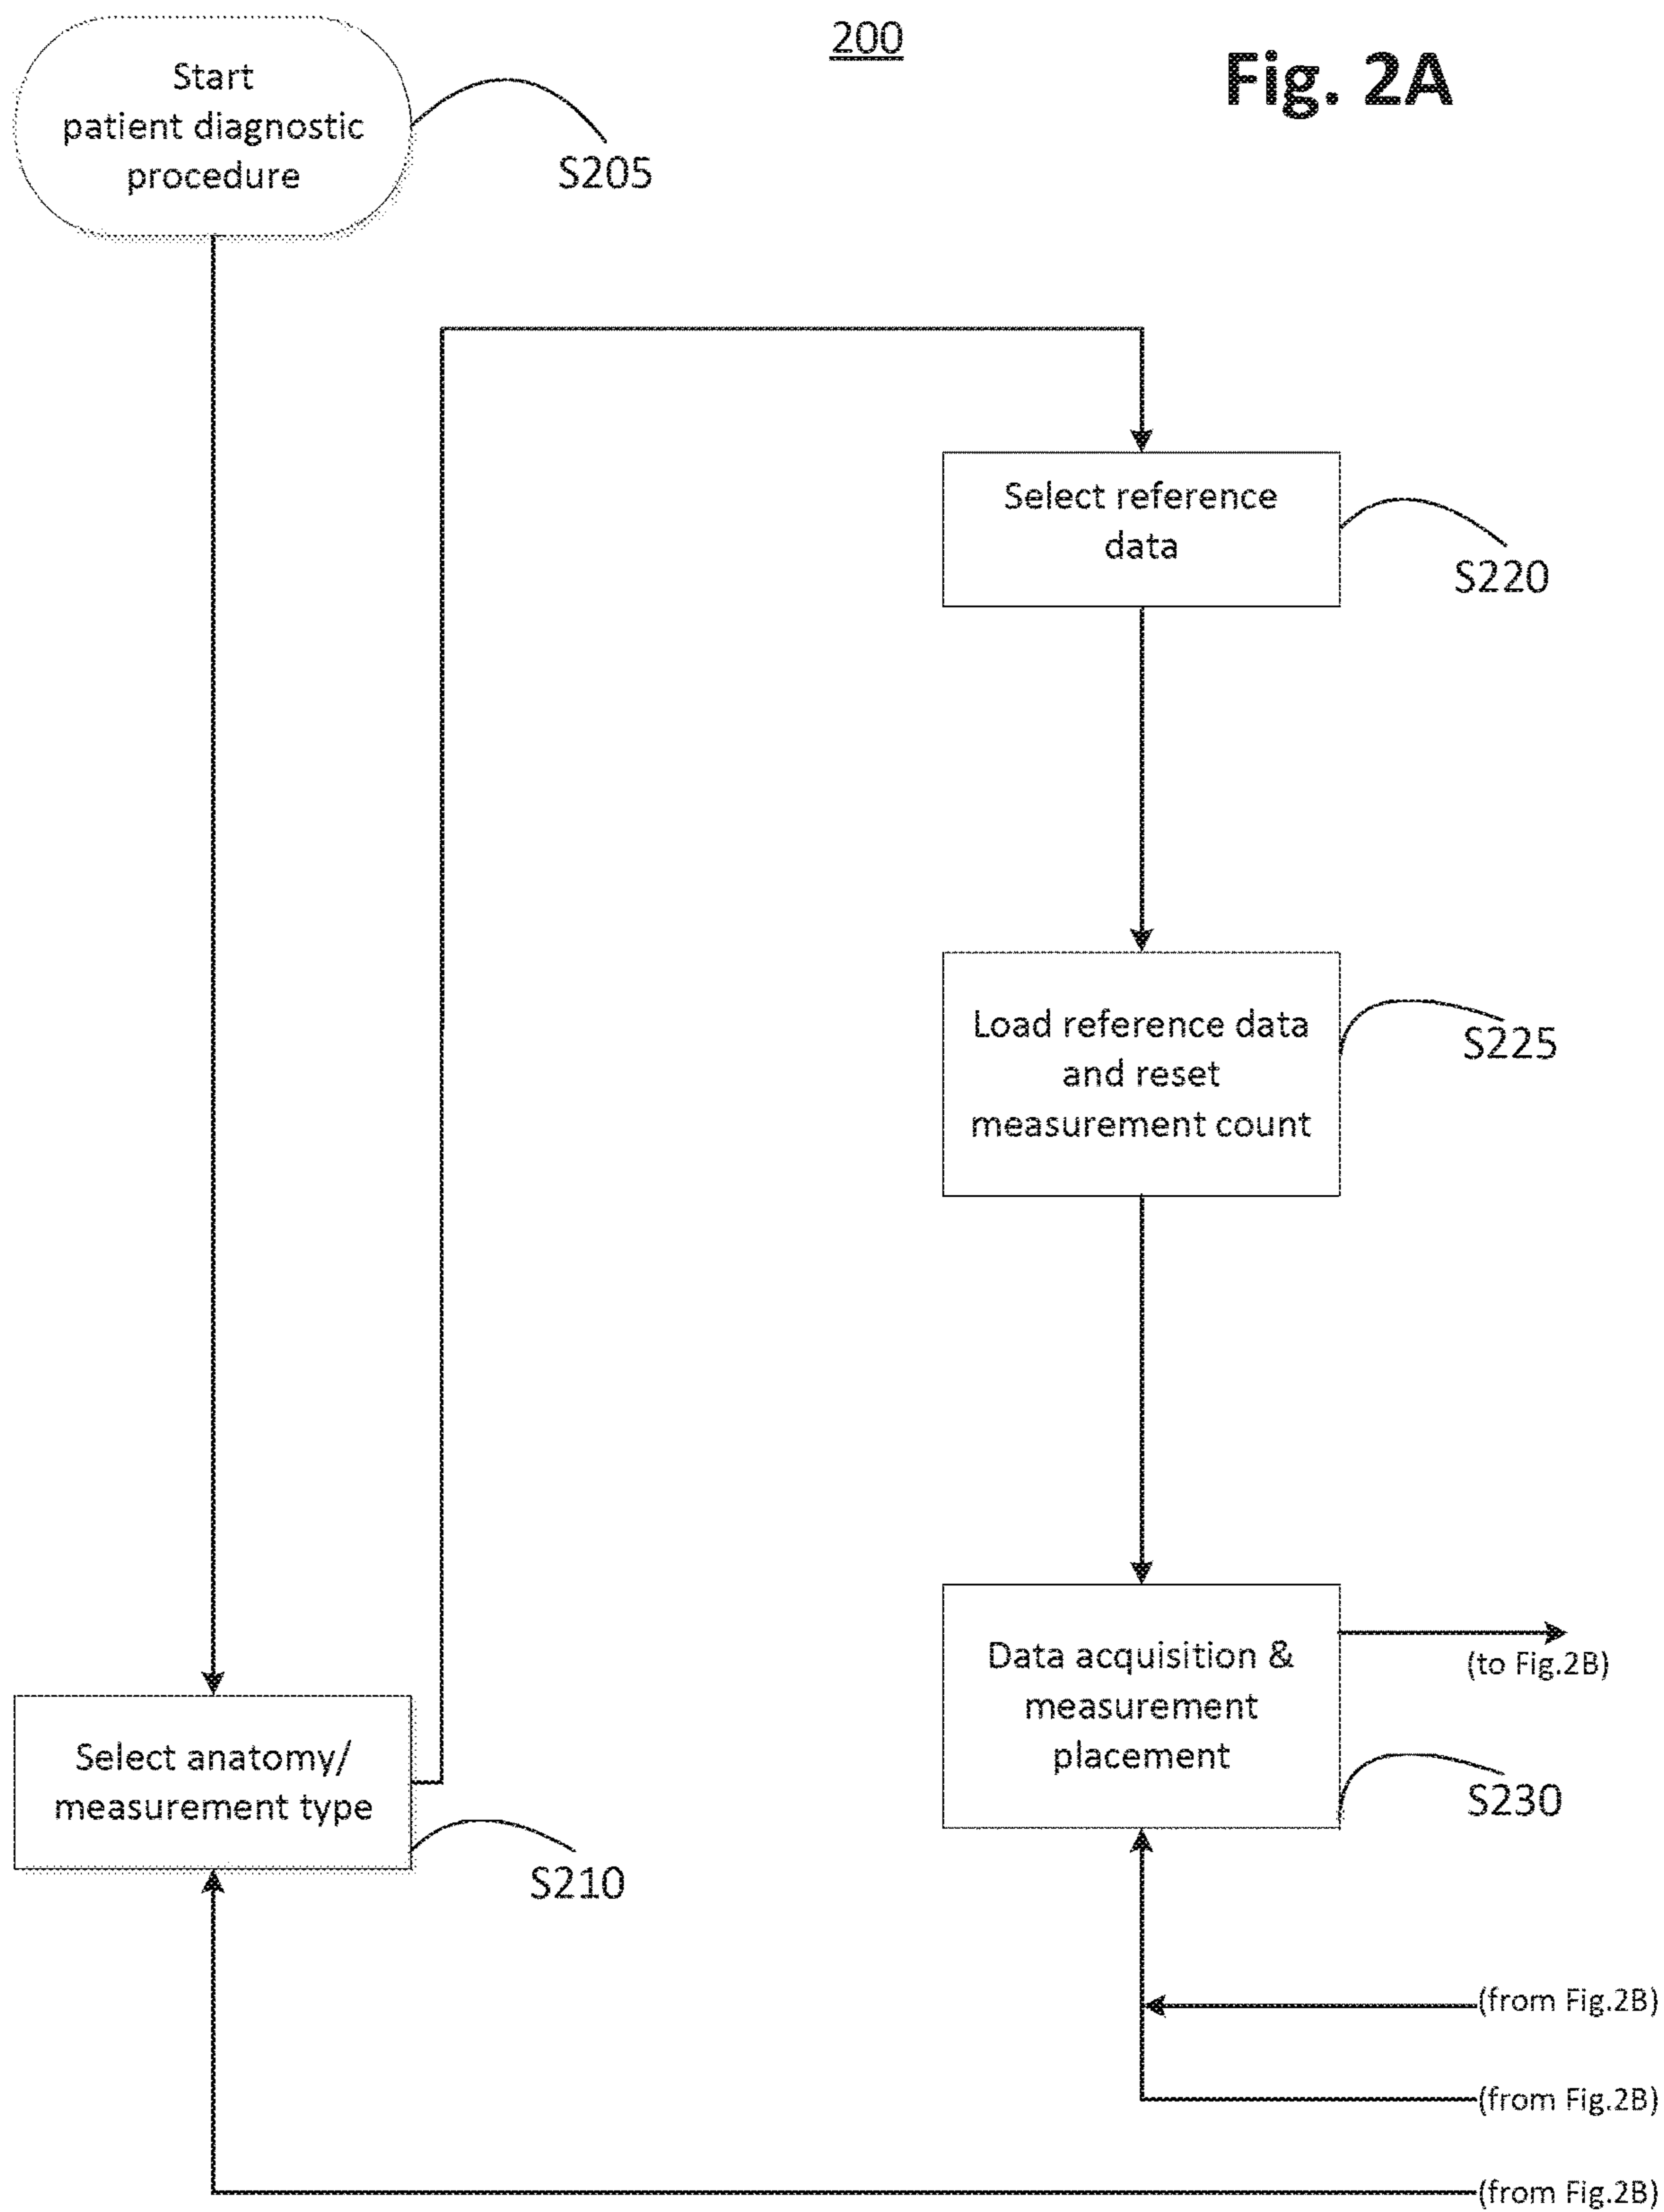 200
Fig. 2A
Start
patient diagnostic
procedure
S205
Select reference
data
S220
Load reference data
and reset
measurement count
S225
Data acquisition &
measurement
placement
(to Fig.2B)
S230
Select anatomy/
measurement type
S210
(from Fig.2B)
(from Fig.2B)
(from Fig.2B)